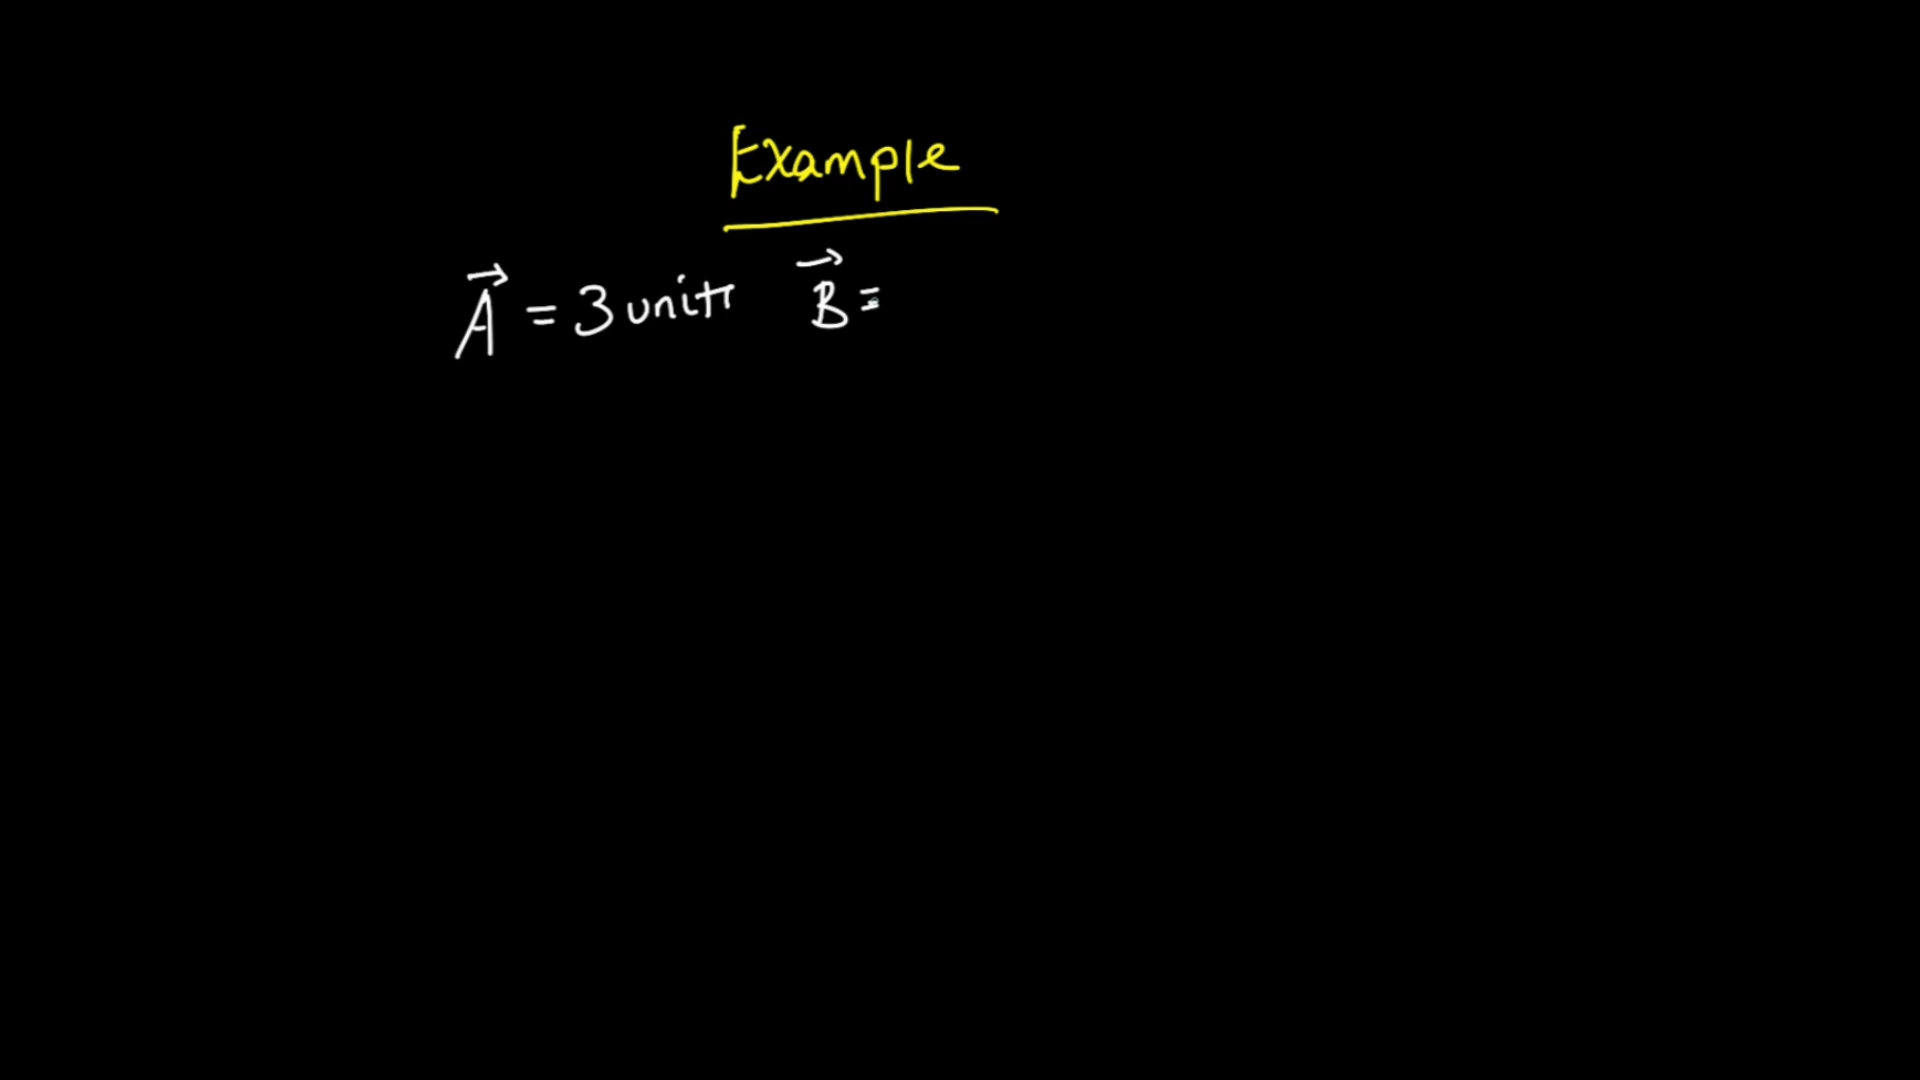 Example
A⃗ = 3 units B⃗ =